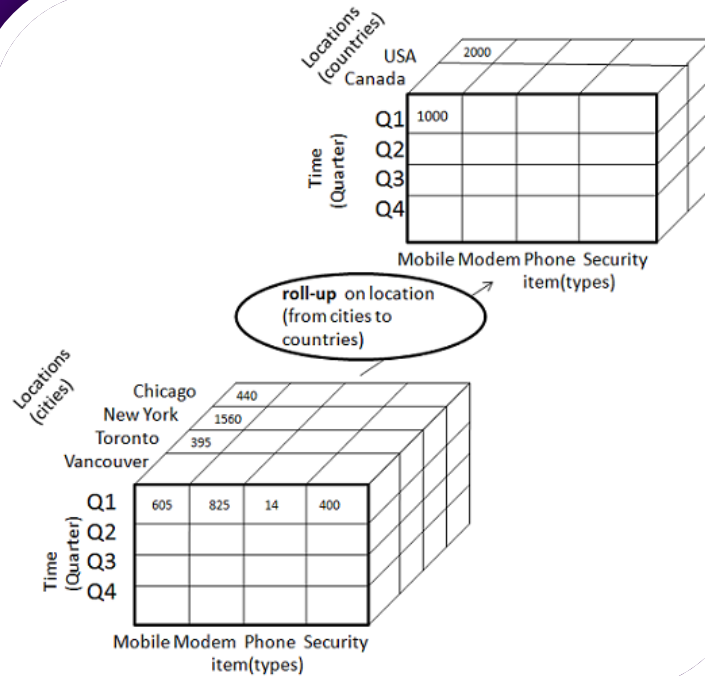 Locations
(countries)
USA
Canada
2000
Time
(Quarter)
Q1
Q2
Q3
Q4
1000
Mobile Modem Phone Security
item(types)
roll-up on location
(from cities to
countries)
Locations
(cities)
Chicago
New York
Toronto
Vancouver
440
1560
395
Time
(Quarter)
Q1
Q2
Q3
Q4
605 825 14 400
Mobile Modem Phone Security
item(types)